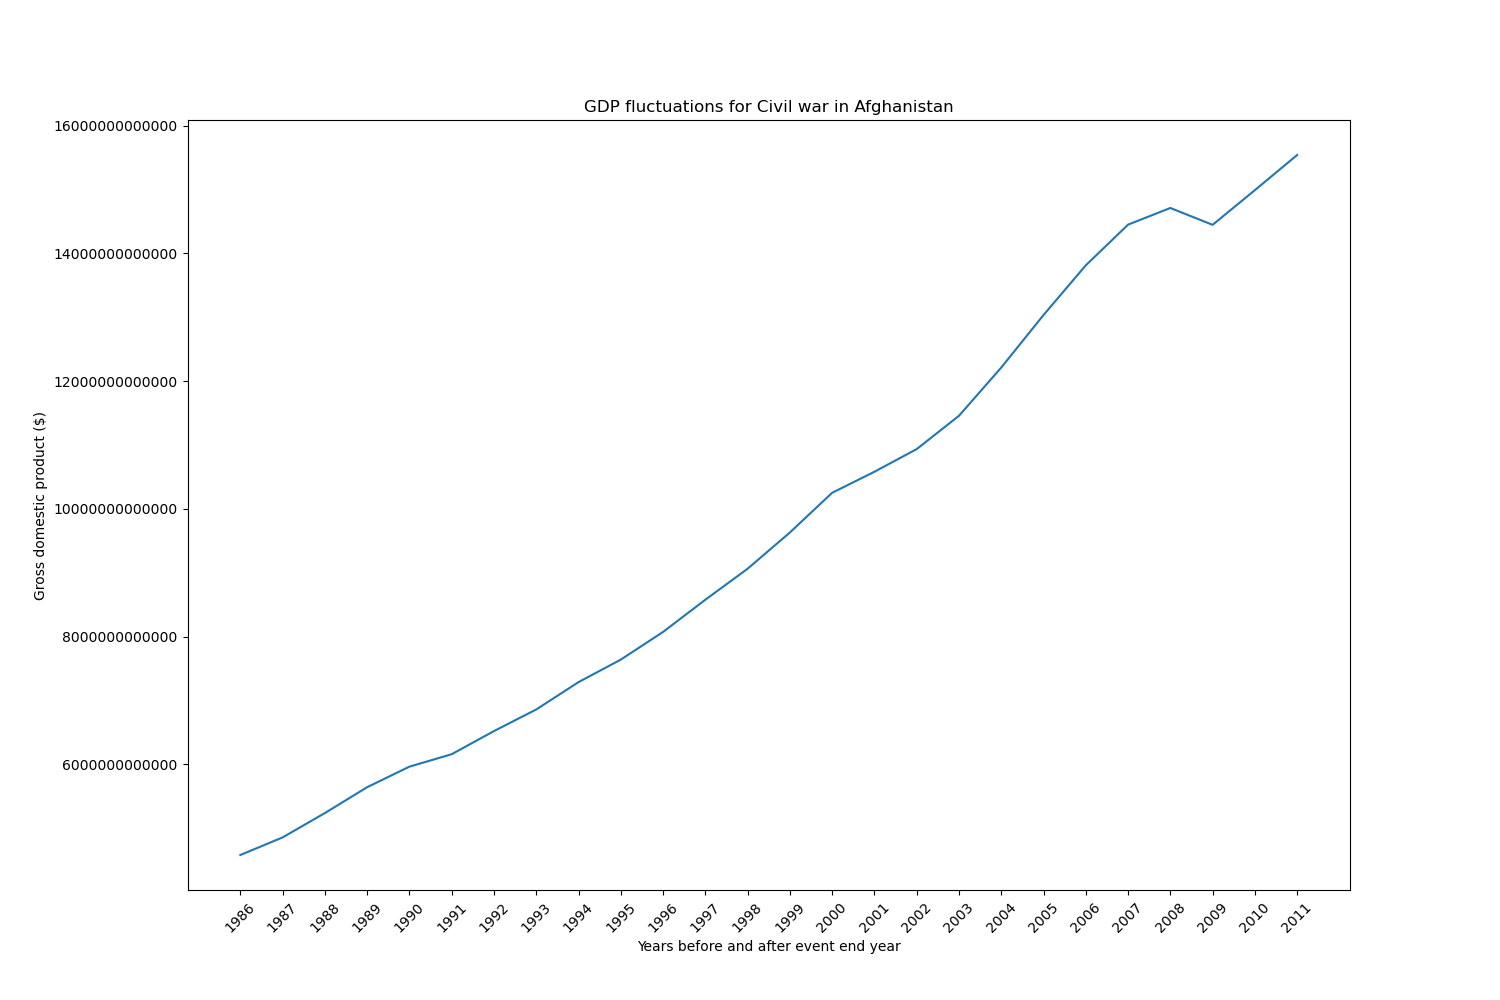 GDP fluctuations for Civil war in Afghanistan
16000000000000
14000000000000
12000000000000
10000000000000
8000000000000
6000000000000
Gross domestic product ($)
1986 1987 1988 1989 1990 1991 1992 1993 1994 1995 1996 1997 1998 1999 2000 2001 2002 2003 2004 2005 2006 2007 2008 2009 2010 2011
Years before and after event end year